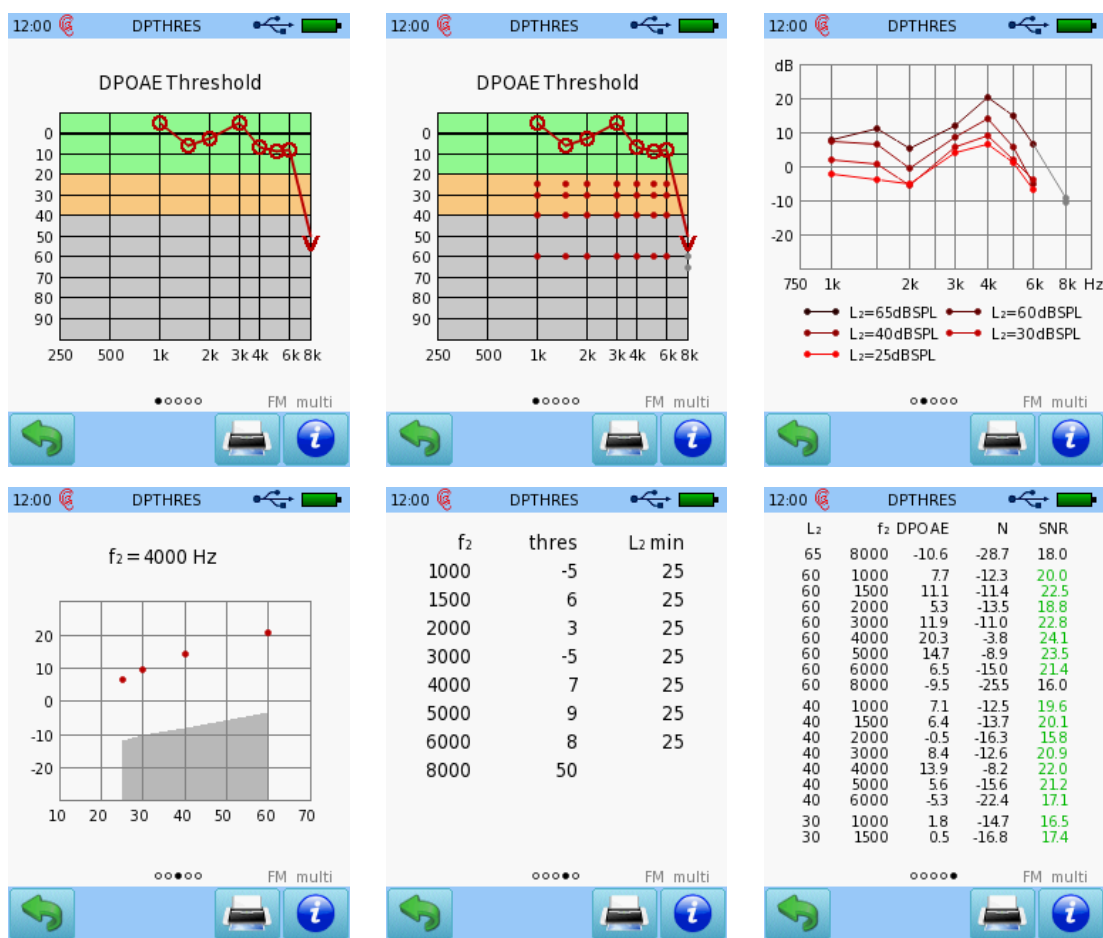 12:00 DPTHRES
DPOAE Threshold
0
10
20
30
40
50
60
70
80
90
250 500 1k 2k 3k 4k 6k 8k
FM multi
12:00 DPTHRES
DPOAE Threshold
0
10
20
30
40
50
60
70
80
90
250 500 1k 2k 3k 4k 6k 8k
FM multi
12:00 DPTHRES
dB
20
10
0
-10
-20
750 1k 2k 3k 4k 6k 8k Hz
L₂=65dBSPL L₂=60dBSPL
L₂=40dBSPL L₂=30dBSPL
L₂=25dBSPL
FM multi
12:00 DPTHRES
f₂ = 4000 Hz
20
10
0
-10
-20
10 20 30 40 50 60 70
FM multi
12:00 DPTHRES
f₂ thres L₂ min
1000 -5 25
1500 6 25
2000 3 25
3000 -5 25
4000 7 25
5000 9 25
6000 8 25
8000 50
FM multi
12:00 DPTHRES
L₂ f₂ DPOAE N SNR
65 8000 -10.6 -28.7 18.0
60 1000 7.7 -12.3 20.0
60 1500 11.1 -11.4 22.5
60 2000 5.3 -13.5 18.8
60 3000 11.9 -11.0 22.8
60 4000 20.3 -3.8 24.1
60 5000 14.7 -8.9 23.5
60 6000 6.5 -15.0 21.4
60 8000 -9.5 -25.5 16.0
40 1000 7.1 -12.5 19.6
40 1500 6.4 -13.7 20.1
40 2000 -0.5 -16.3 15.8
40 3000 8.4 -12.6 20.9
40 4000 13.9 -8.2 22.0
40 5000 5.6 -15.6 21.2
40 6000 -5.3 -22.4 17.1
30 1000 1.8 -14.7 16.5
30 1500 0.5 -16.8 17.4
FM multi